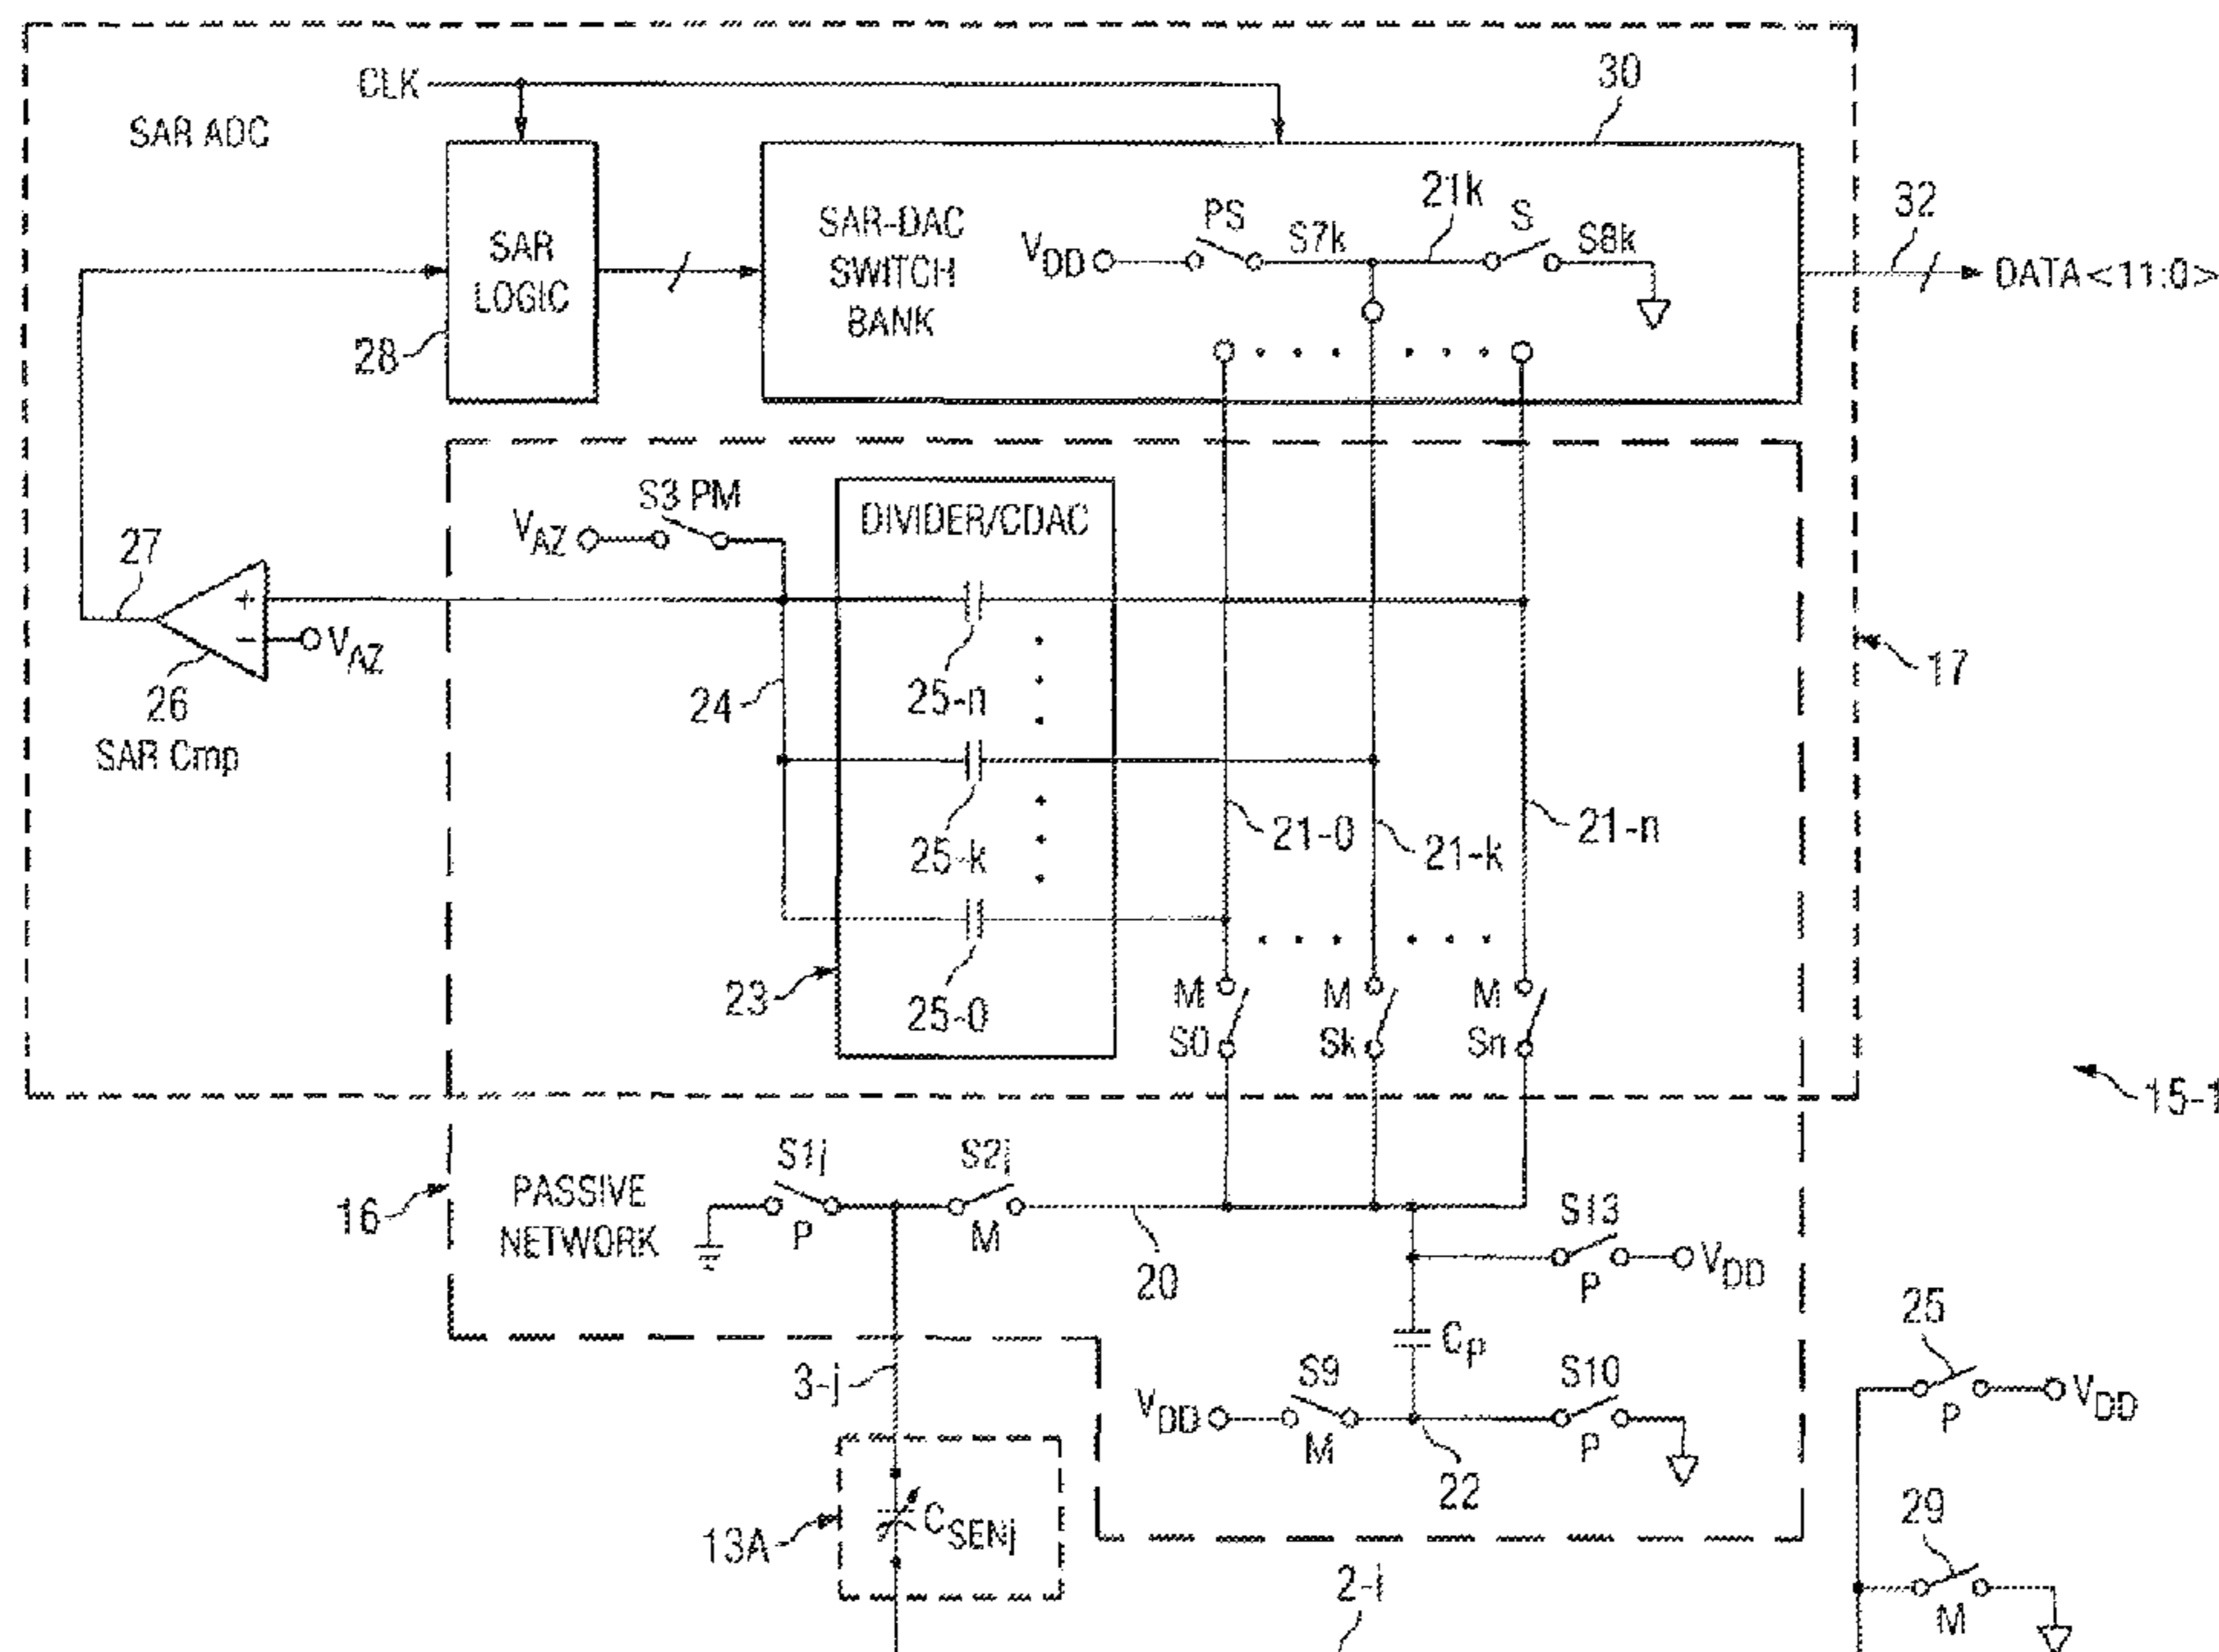 CLK
30
SAR ADC
SAR
LOGIC
28
SAR-DAC
SWITCH
BANK
VDD
PS
S7k
21k
S
S8k
32
DATA<11:0>
S3 PM
VAZ
DIVIDER/CDAC
27
+
−
VAZ
26
SAR Cmp
24
25-n
25-k
25-0
23
21-0
21-k
21-n
17
M
S0
M
Sk
M
Sn
15-1
16
PASSIVE
NETWORK
S1j
P
S2j
M
20
S13
P
VDD
3-j
Cp
S9
VDD
M
S10
P
22
25
P
VDD
13A
CSENj
29
M
2-i